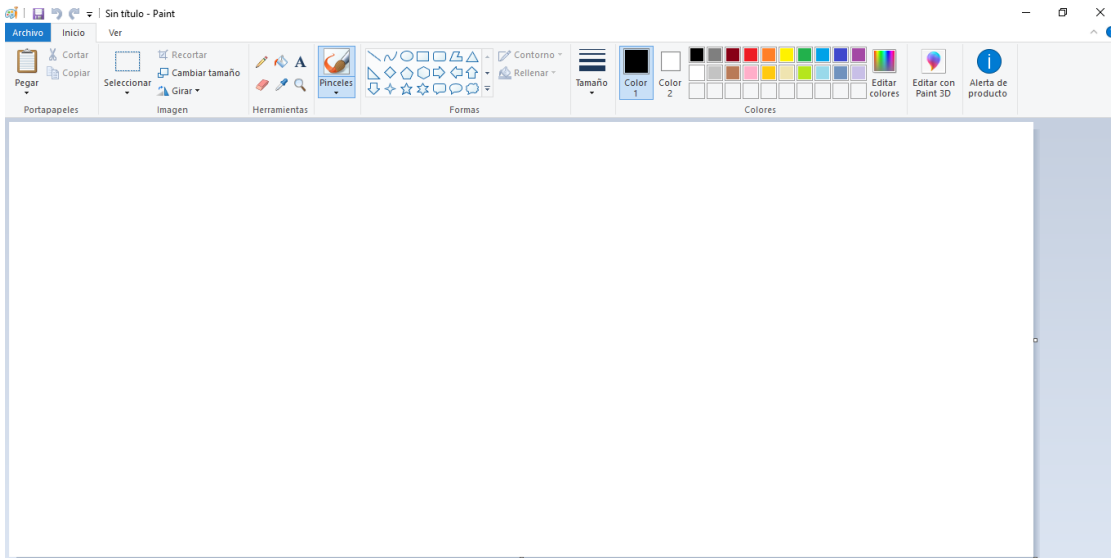 Sin título - Paint
Archivo Inicio Ver
Pegar
Cortar
Copiar
Portapapeles
Seleccionar
Recortar
Cambiar tamaño
Girar
Imagen
A
Herramientas
Pinceles
Contorno
Rellenar
Formas
Tamaño
Color
1
Color
2
Editar
colores
Colores
Editar con
Paint 3D
Alerta de
producto